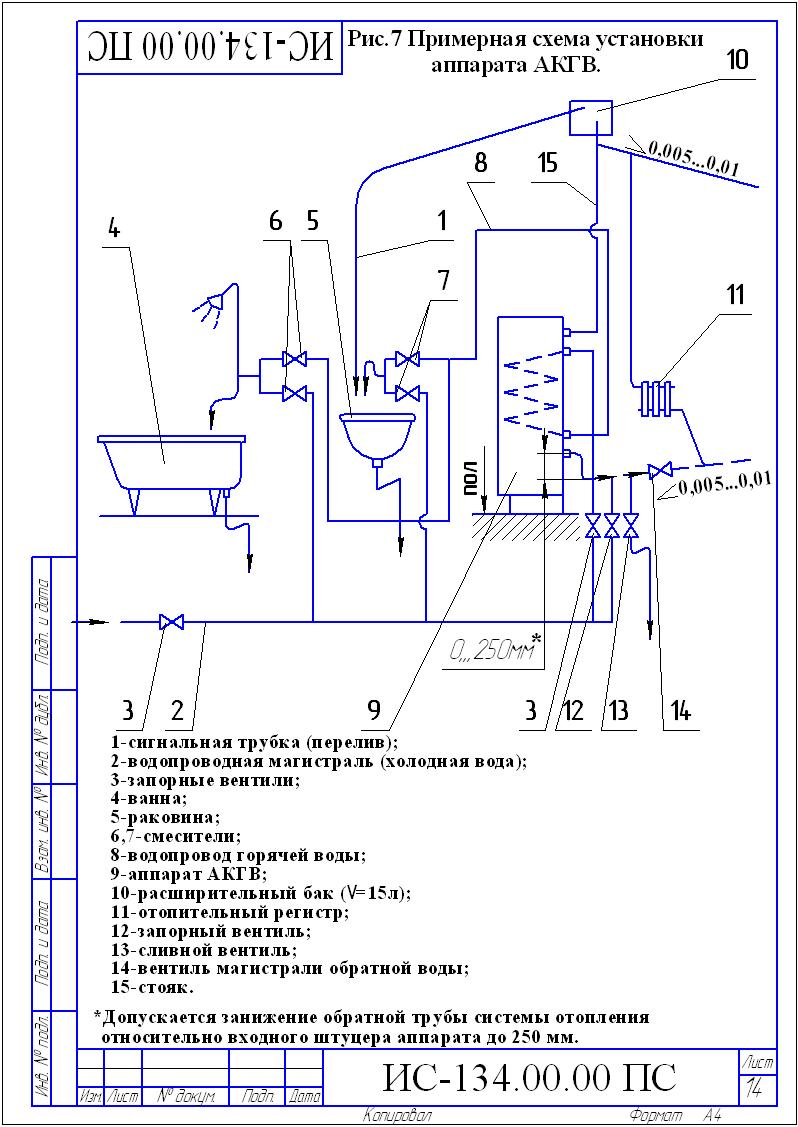 ИС-134.00.00 ПС
Рис.7 Примерная схема установки
аппарата АКГВ.
10
0,005...0,01
8
15
4
6
5
1
7
11
пол
0,005...0,01
0...250мм*
3
2
9
3
12
13
14
1-сигнальная трубка (перелив);
2-водопроводная магистраль (холодная вода);
3-запорные вентили;
4-ванна;
5-раковина;
6,7-смесители;
8-водопровод горячей воды;
9-аппарат АКГВ;
10-расширительный бак (V=15л);
11-отопительный регистр;
12-запорный вентиль;
13-сливной вентиль;
14-вентиль магистрали обратной воды;
15-стояк.
*Допускается занижение обратной трубы системы отопления
относительно входного штуцера аппарата до 250 мм.
Подп. и дата
Инв. № дубл.
Взам. инв. №
Подп. и дата
Инв. № подл.
Изм.
Лист
№ докум.
Подп.
Дата
ИС-134.00.00 ПС
Лист
14
Копировал
Формат А4